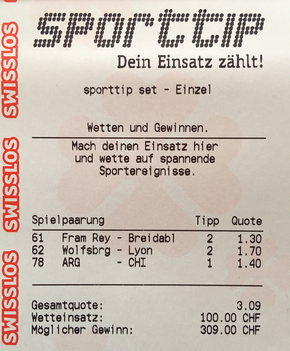 sporttip
Dein Einsatz zählt!
sporttip set - Einzel
Wetten und Gewinnen.
Mach deinen Einsatz hier
und wette auf spannende
Sportereignisse.
Spielpaarung Tipp Quote
61 Fram Rey - Breidabl 2 1.30
62 Wolfsbrg - Lyon 2 1.70
78 ARG - CHI 1 1.40
Gesamtquote: 3.09
Wetteinsatz: 100.00 CHF
Möglicher Gewinn: 309.00 CHF
SWISSLOS
SWISSLOS
SWISSLOS